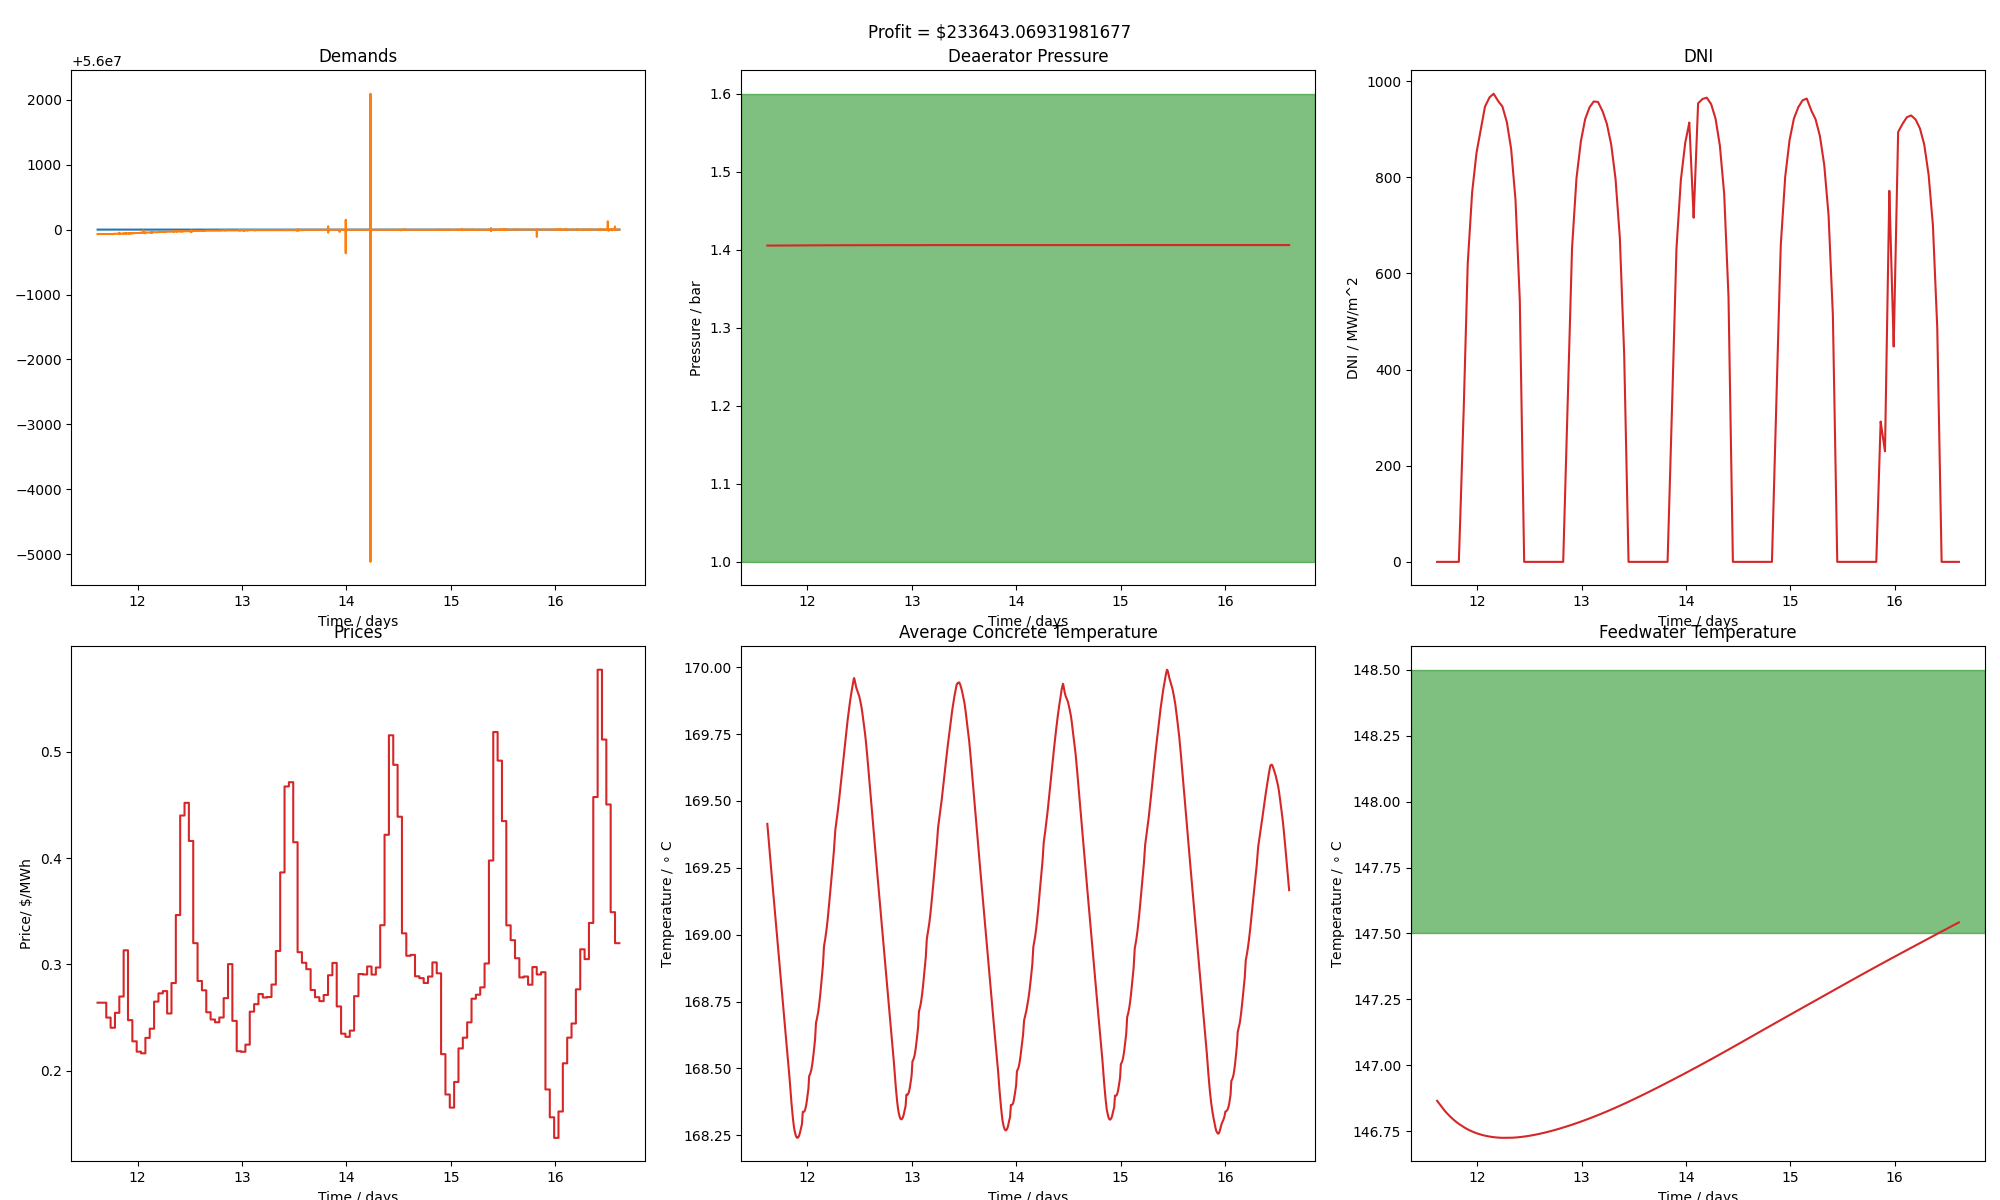 Profit = $233643.06931981677
Demands
+5.6e7
2000
1000
0
−1000
−2000
−3000
−4000
−5000
12 13 14 15 16
Time / days
Deaerator Pressure
Pressure / bar
1.6
1.5
1.4
1.3
1.2
1.1
1.0
12 13 14 15 16
Time / days
DNI
DNI / MW/m^2
1000
800
600
400
200
0
12 13 14 15 16
Time / days
Prices
Price/ $/MWh
0.5
0.4
0.3
0.2
12 13 14 15 16
Time / days
Average Concrete Temperature
Temperature / ∘ C
170.00
169.75
169.50
169.25
169.00
168.75
168.50
168.25
12 13 14 15 16
Time / days
Feedwater Temperature
Temperature / ∘ C
148.50
148.25
148.00
147.75
147.50
147.25
147.00
146.75
12 13 14 15 16
Time / days